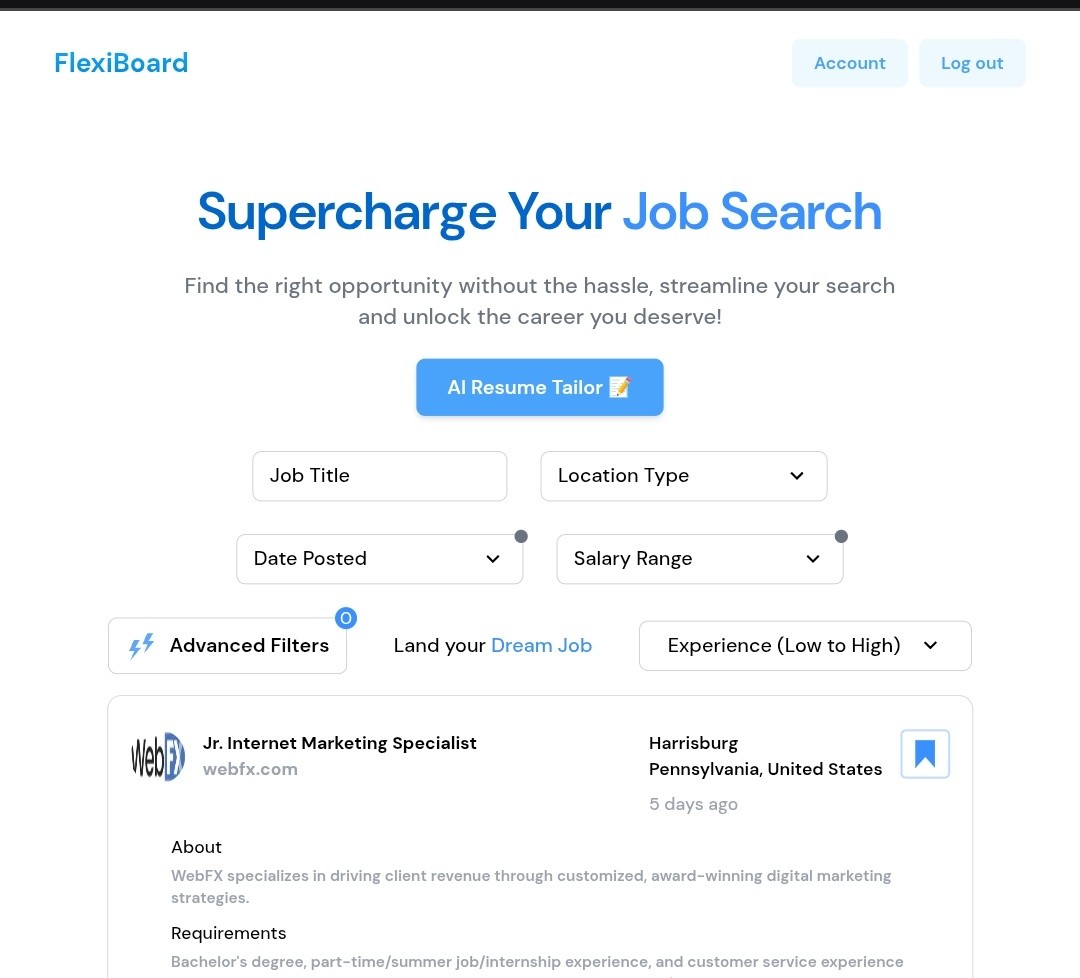 FlexiBoard
Account
Log out
Supercharge Your Job Search
Find the right opportunity without the hassle, streamline your search
and unlock the career you deserve!
AI Resume Tailor 📝
Job Title
Location Type
Date Posted
Salary Range
0
Advanced Filters
Land your Dream Job
Experience (Low to High)
WebFX
Jr. Internet Marketing Specialist
webfx.com
Harrisburg
Pennsylvania, United States
5 days ago
About
WebFX specializes in driving client revenue through customized, award-winning digital marketing
strategies.
Requirements
Bachelor's degree, part-time/summer job/internship experience, and customer service experience